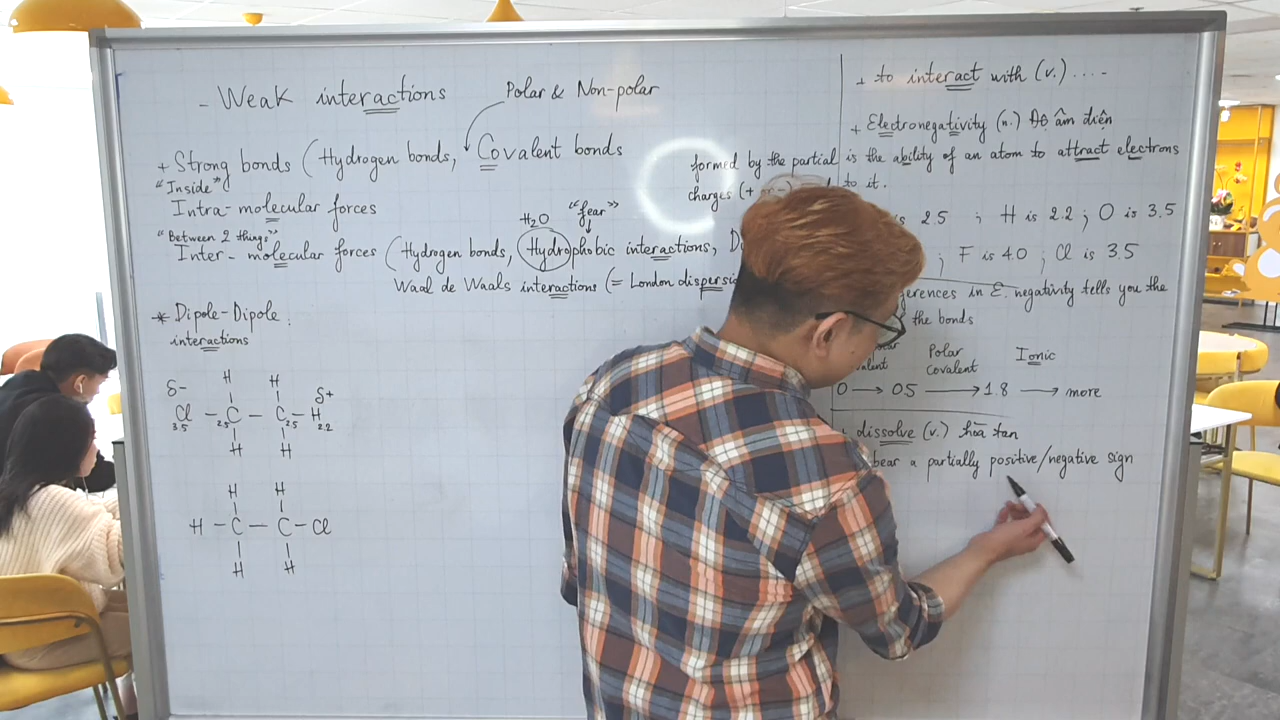 - Weak interactions
Polar & Non-polar
+ Strong bonds (Hydrogen bonds, Covalent bonds
"Inside"
Intra-molecular forces
"Between 2 things"
H₂O "fear"
Inter-molecular forces (Hydrogen bonds, Hydrophobic interactions,
Waal de Waals interactions (= London
* Dipole-Dipole:
interactions
H H
δ- δ+
Cl - C - C - H
3.5 2.5 2.5 2.2
H H
H H
H - C - C - Cl
H H
formed by the partial
charges (+
+ to interact with (v.) ....
+ Electronegativity (n.) Độ âm điện
is the ability of an atom to attract electrons
to it.
is 2.5 ; H is 2.2 ; O is 3.5
; F is 4.0 ; Cl is 3.5
in E. negativity tells you the
the bonds
Polar Ionic
covalent
0 → 0.5 → 1.8 → more
+ dissolve (v.) hòa tan
bear a partially positive/negative sign